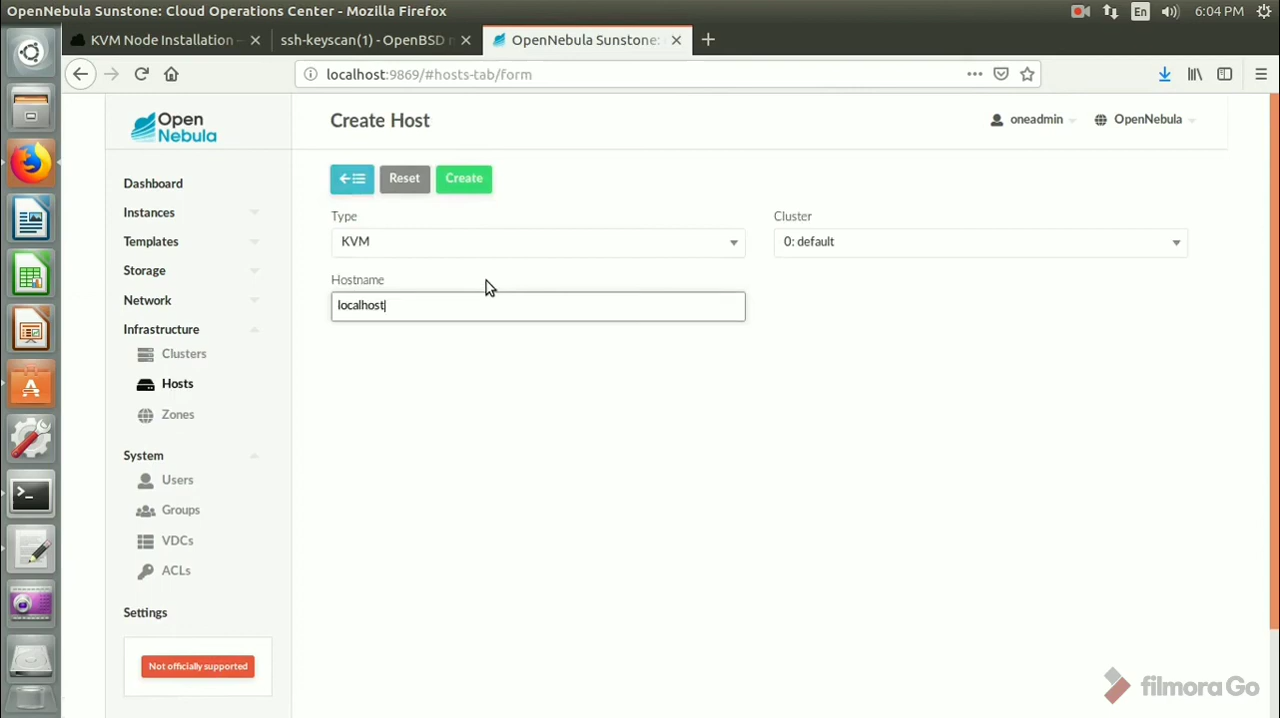 OpenNebula Sunstone: Cloud Operations Center - Mozilla Firefox
En
6:04 PM
KVM Node Installation
ssh-keyscan(1) - OpenBSD
OpenNebula Sunstone:
localhost:9869/#hosts-tab/form
Open
Nebula
Create Host
oneadmin
OpenNebula
Reset
Create
Dashboard
Instances
Templates
Storage
Network
Infrastructure
Clusters
Hosts
Zones
System
Users
Groups
VDCs
ACLs
Settings
Not officially supported
Type
KVM
Cluster
0: default
Hostname
localhost
filmoraGo